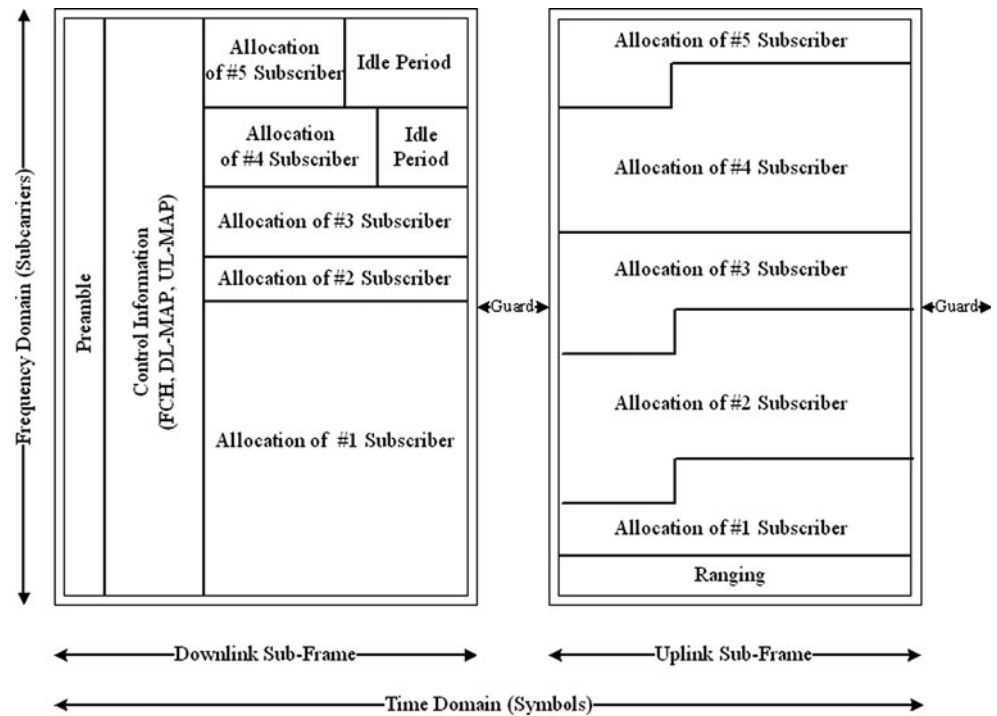 Frequency Domain (Subcarriers)
Preamble
Control Information
(FCH, DL-MAP, UL-MAP)
Allocation
of #5 Subscriber
Idle Period
Allocation
of #4 Subscriber
Idle
Period
Allocation of #3 Subscriber
Allocation of #2 Subscriber
Allocation of #1 Subscriber
Guard
Allocation of #5 Subscriber
Allocation of #4 Subscriber
Allocation of #3 Subscriber
Allocation of #2 Subscriber
Allocation of #1 Subscriber
Ranging
Guard
Downlink Sub-Frame
Uplink Sub-Frame
Time Domain (Symbols)